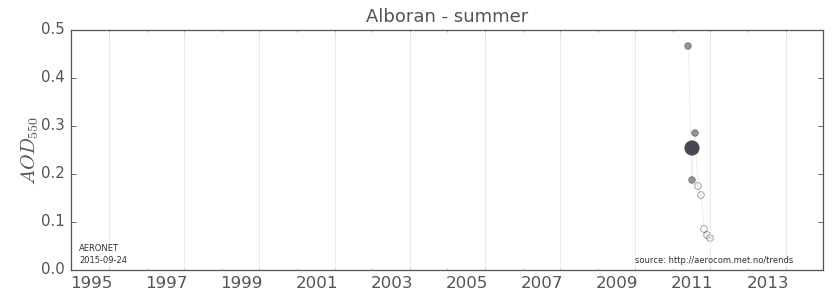 Alboran - summer
0.5
0.4
0.3
0.2
0.1
0.0
AOD550
AERONET
2015-09-24
source: http://aerocom.met.no/trends
1995 1997 1999 2001 2003 2005 2007 2009 2011 2013